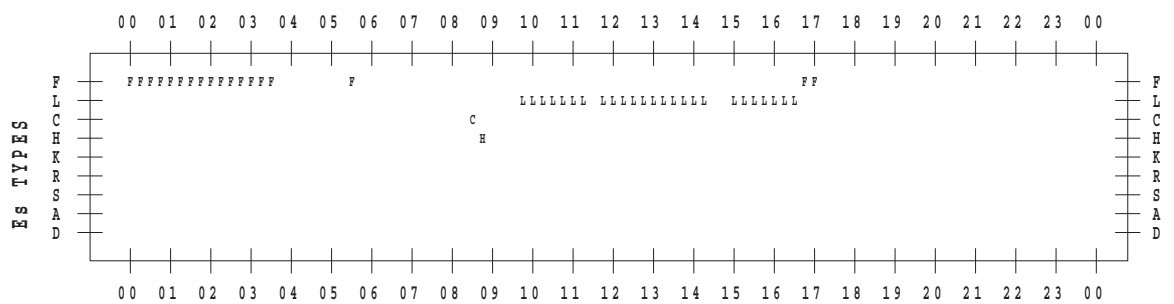 00 01 02 03 04 05 06 07 08 09 10 11 12 13 14 15 16 17 18 19 20 21 22 23 00
F FFFFFFFFFFFFFFF F FF F
L LLLLLLL LLLLLLLLLLL LLLLLLL L
C C C
H H H
K K
R R
S S
A A
D D
Es TYPES
00 01 02 03 04 05 06 07 08 09 10 11 12 13 14 15 16 17 18 19 20 21 22 23 00